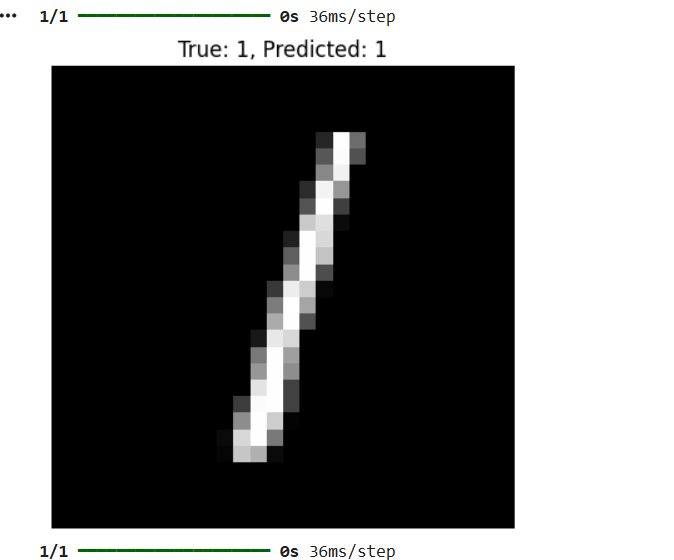 ••• 1/1 ━━━━━━━━━━━━━━━━━━━━ 0s 36ms/step
True: 1, Predicted: 1
1/1 ━━━━━━━━━━━━━━━━━━━━ 0s 36ms/step